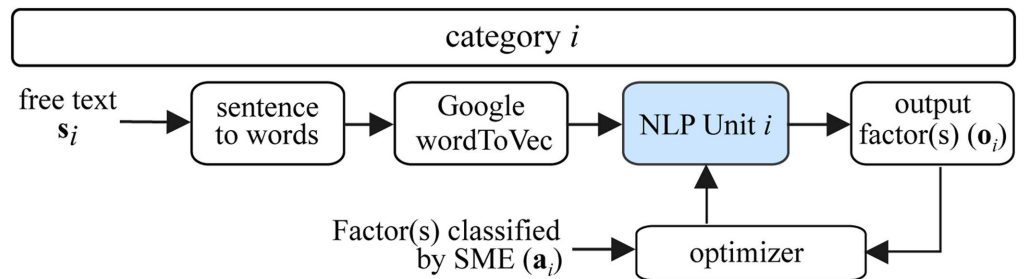 category i
free text
s_i
sentence
to words
Google
wordToVec
NLP Unit i
output
factor(s) (o_i)
Factor(s) classified
by SME (a_i)
optimizer